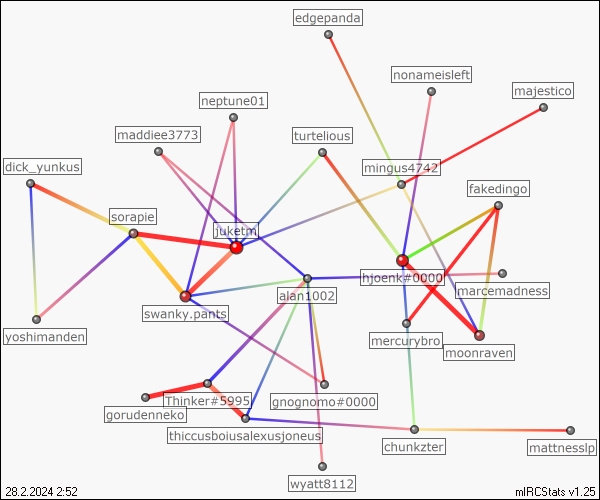 edgepanda
nonameisleft
majestico
neptune01
maddiee3773
turtelious
dick_yunkus
mingus4742
fakedingo
sorapie
juketm
hjoenk#0000
marcemadness
alan1002
swanky.pants
yoshimanden
mercurybro
moonraven
Thinker#5995
gnognomo#0000
gorudenneko
thiccusboiusalexusjoneus
chunkzter
mattnesslp
wyatt8112
28.2.2024 2:52
mIRCStats v1.25